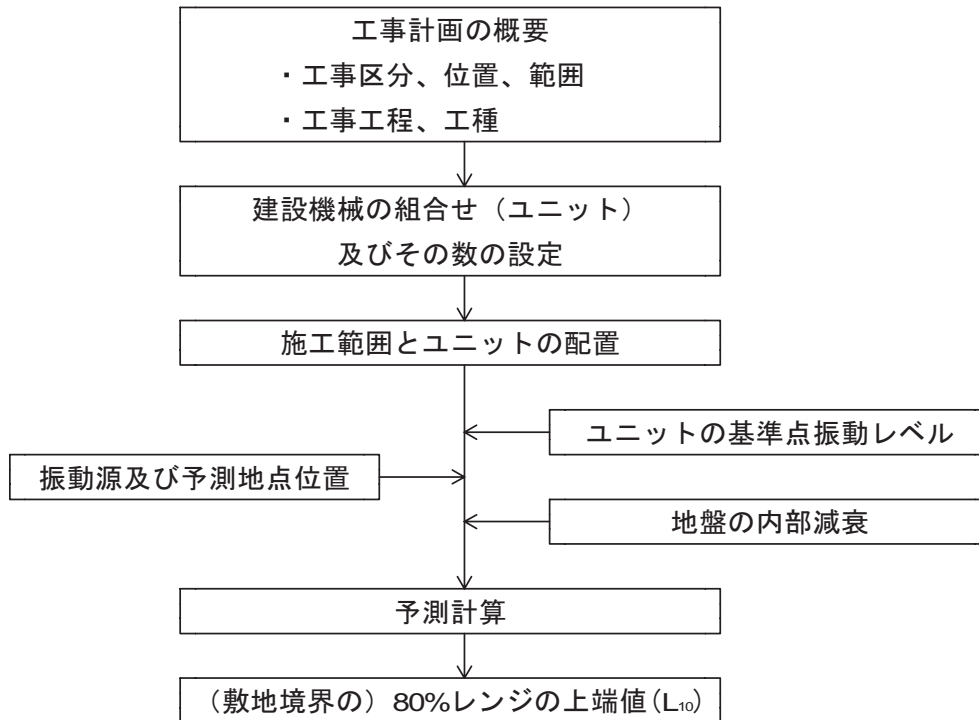 工事計画の概要
・工事区分、位置、範囲
・工事工程、工種
建設機械の組合せ（ユニット）
及びその数の設定
施工範囲とユニットの配置
ユニットの基準点振動レベル
振動源及び予測地点位置
地盤の内部減衰
予測計算
（敷地境界の）80%レンジの上端値(L₁₀)